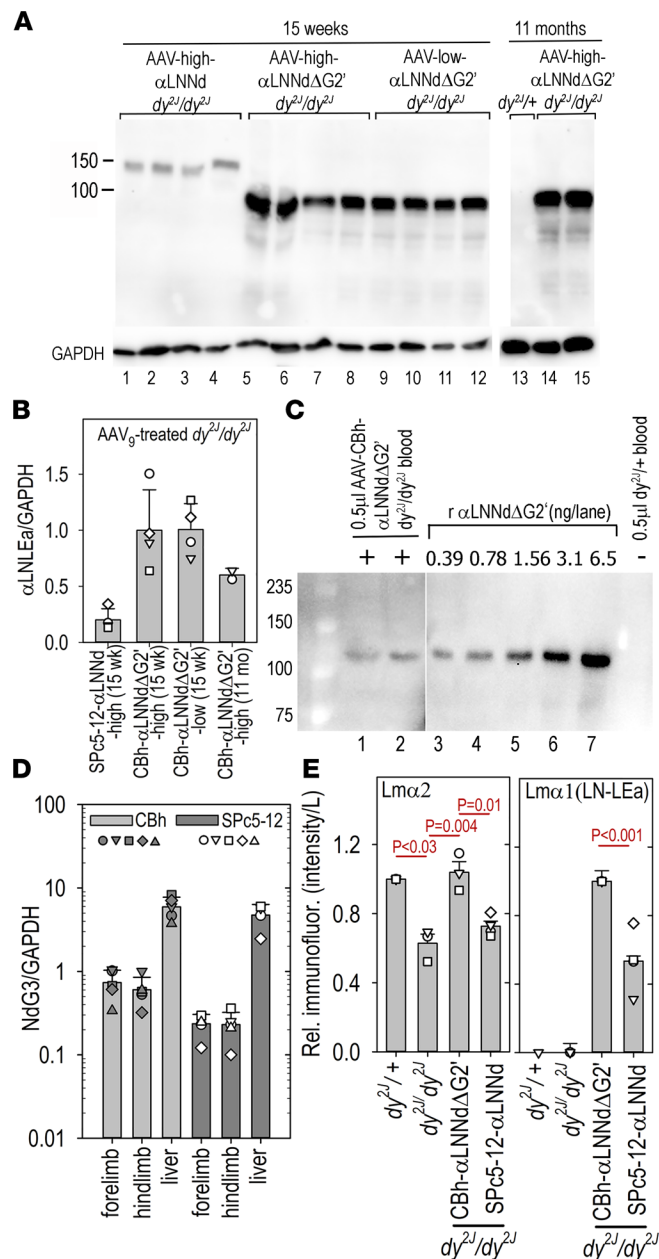 A
15 weeks
11 months
AAV-high-
αLNNd
dy2J/dy2J
AAV-high-
αLNNdΔG2'
dy2J/dy2J
AAV-low-
αLNNdΔG2'
dy2J/dy2J
AAV-high-
αLNNdΔG2'
dy2J/+ dy2J/dy2J
150
100
GAPDH
1 2 3 4 5 6 7 8 9 10 11 12 13 14 15
B
AAV9-treated dy2J/dy2J
αLNLEa/GAPDH
1.5
1.0
0.5
0.0
SPc5-12-αLNNd
-high (15 wk)
CBh-αLNNdΔG2'
-high (15 wk)
CBh-αLNNdΔG2'
-low (15 wk)
CBh-αLNNdΔG2'
-high (11 mo)
C
0.5µl AAV-CBh-
αLNNdΔG2'
dy2J/dy2J blood
r αLNNdΔG2'(ng/lane)
0.5µl dy2J/+ blood
+ + 0.39 0.78 1.56 3.1 6.5 -
235
150
100
75
1 2 3 4 5 6 7
D
NdG3/GAPDH
100
10
1
0.1
0.01
CBh SPc5-12
forelimb
hindlimb
liver
forelimb
hindlimb
liver
E
Rel. immunofluor. (intensity/L)
1.2
0.9
0.6
0.3
0.0
Lmα2
P=0.01
P=0.004
P<0.03
Lmα1(LN-LEa)
P<0.001
dy2J/+
dy2J/dy2J
CBh-αLNNdΔG2'
SPc5-12-αLNNd
dy2J/dy2J
dy2J/+
dy2J/dy2J
CBh-αLNNdΔG2'
SPc5-12-αLNNd
dy2J/dy2J